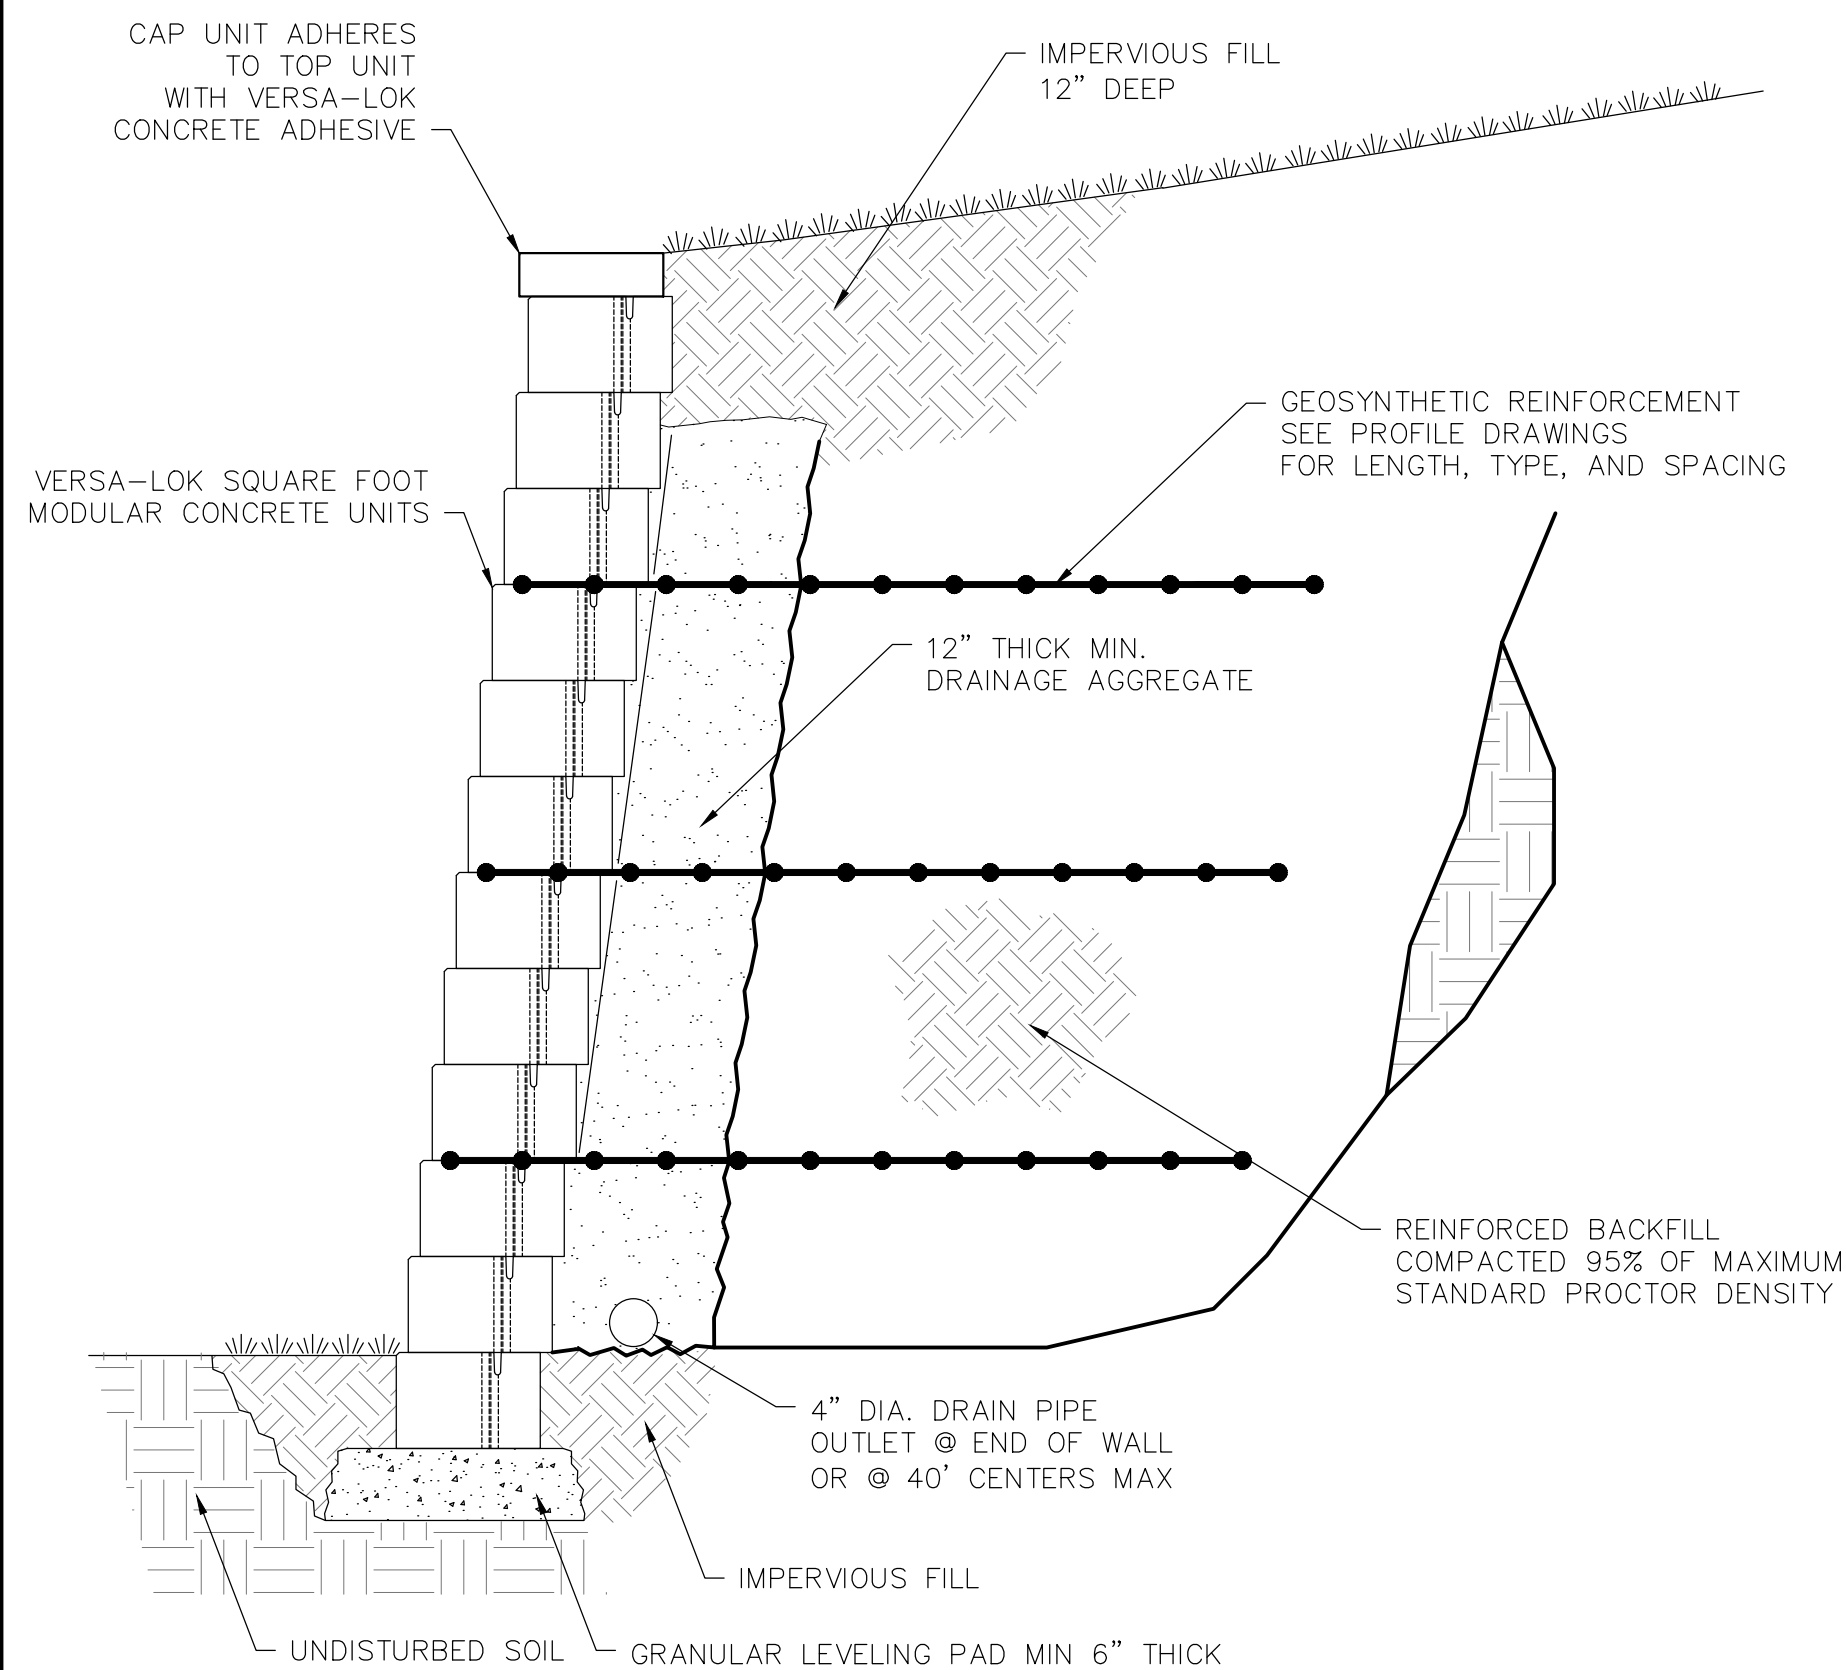 CAP UNIT ADHERES
TO TOP UNIT
WITH VERSA-LOK
CONCRETE ADHESIVE
IMPERVIOUS FILL
12” DEEP
GEOSYNTHETIC REINFORCEMENT
SEE PROFILE DRAWINGS
FOR LENGTH, TYPE, AND SPACING
VERSA-LOK SQUARE FOOT
MODULAR CONCRETE UNITS
12” THICK MIN.
DRAINAGE AGGREGATE
REINFORCED BACKFILL
COMPACTED 95% OF MAXIMUM
STANDARD PROCTOR DENSITY
4” DIA. DRAIN PIPE
OUTLET @ END OF WALL
OR @ 40’ CENTERS MAX
IMPERVIOUS FILL
UNDISTURBED SOIL
GRANULAR LEVELING PAD MIN 6” THICK